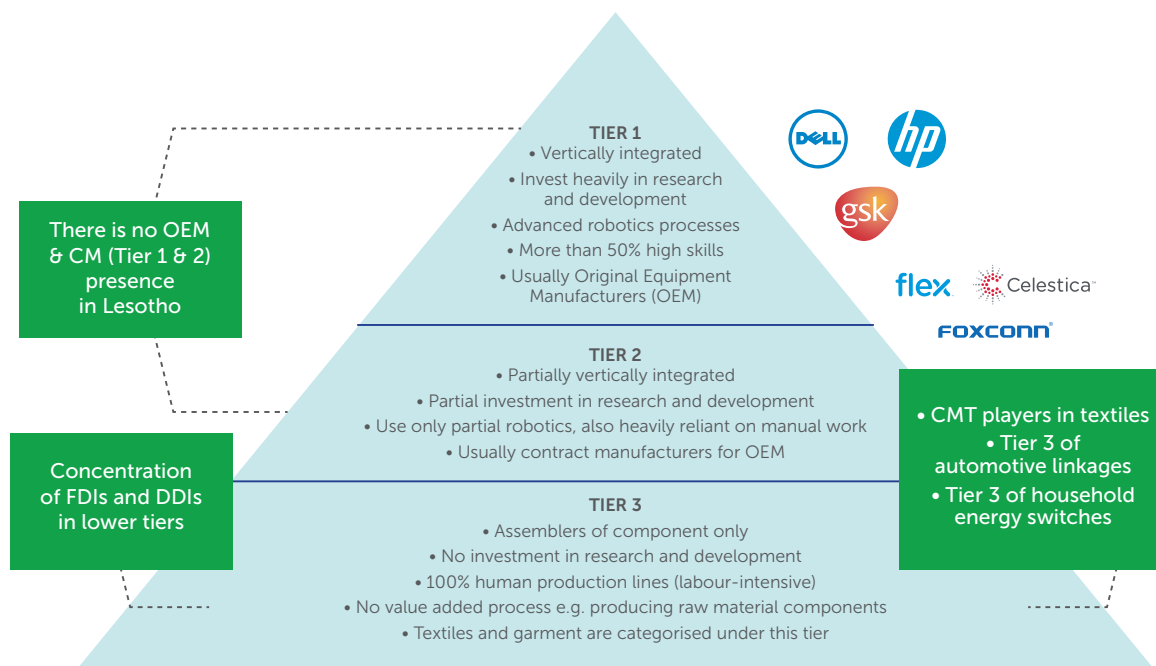 TIER 1
• Vertically integrated
• Invest heavily in research
and development
• Advanced robotics processes
• More than 50% high skills
• Usually Original Equipment
Manufacturers (OEM)
DELL
hp
gsk
flex
Celestica™
FOXCONN®
There is no OEM
& CM (Tier 1 & 2)
presence
in Lesotho
TIER 2
• Partially vertically integrated
• Partial investment in research and development
• Use only partial robotics, also heavily reliant on manual work
• Usually contract manufacturers for OEM
• CMT players in textiles
• Tier 3 of
automotive linkages
• Tier 3 of household
energy switches
Concentration
of FDIs and DDIs
in lower tiers
TIER 3
• Assemblers of component only
• No investment in research and development
• 100% human production lines (labour-intensive)
• No value added process e.g. producing raw material components
• Textiles and garment are categorised under this tier